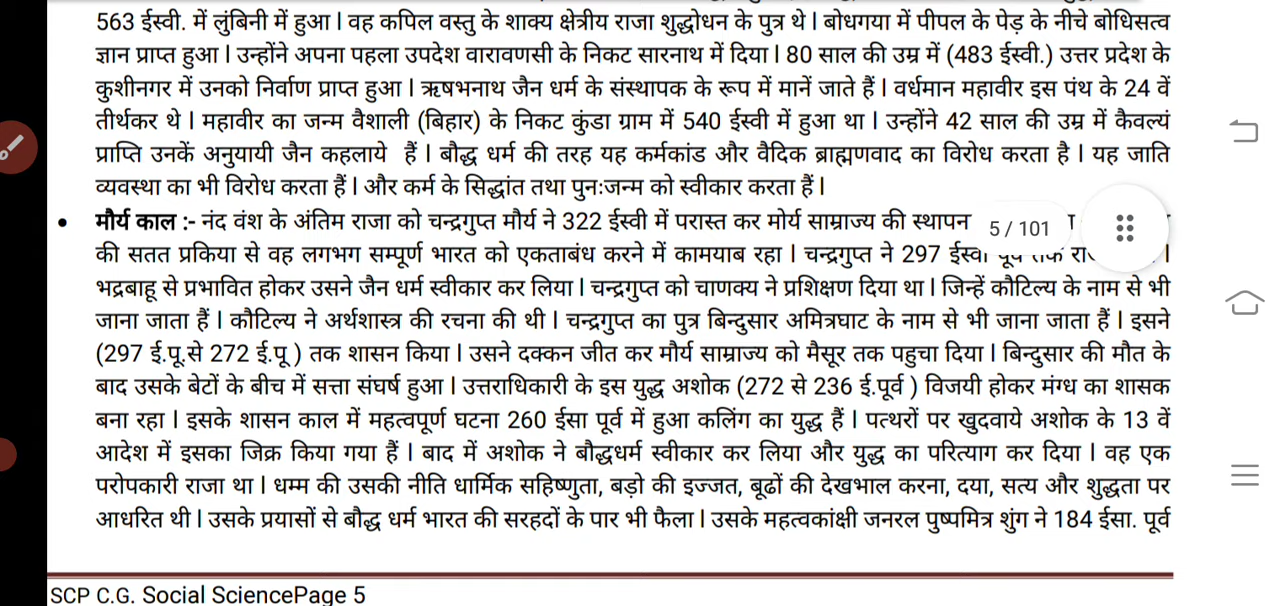 563 ईस्वी. में लुंबिनी में हुआ | वह कपिल वस्तु के शाक्य क्षेत्रीय राजा शुद्धोधन के पुत्र थे | बोधगया में पीपल के पेड़ के नीचे बोधिसत्व
ज्ञान प्राप्त हुआ | उन्होंने अपना पहला उपदेश वारावणसी के निकट सारनाथ में दिया | 80 साल की उम्र में (483 ईस्वी.) उत्तर प्रदेश के
कुशीनगर में उनको निर्वाण प्राप्त हुआ | ऋषभनाथ जैन धर्म के संस्थापक के रूप में मानें जाते हैं | वर्धमान महावीर इस पंथ के 24 वें
तीर्थकर थे | महावीर का जन्म वैशाली (बिहार) के निकट कुंडा ग्राम में 540 ईस्वी में हुआ था | उन्होंने 42 साल की उम्र में कैवल्यं
प्राप्ति उनकें अनुयायी जैन कहलाये हैं | बौद्ध धर्म की तरह यह कर्मकांड और वैदिक ब्राह्मणवाद का विरोध करता है | यह जाति
व्यवस्था का भी विरोध करता हैं | और कर्म के सिद्धांत तथा पुनःजन्म को स्वीकार करता हैं |
• मौर्य काल :- नंद वंश के अंतिम राजा को चन्द्रगुप्त मौर्य ने 322 ईस्वी में परास्त कर मोर्य साम्राज्य की स्थापन
5 / 101
की सतत प्रकिया से वह लगभग सम्पूर्ण भारत को एकताबंध करने में कामयाब रहा | चन्द्रगुप्त ने 297 ईस्वी पूर्व तक
भद्रबाहू से प्रभावित होकर उसने जैन धर्म स्वीकार कर लिया | चन्द्रगुप्त को चाणक्य ने प्रशिक्षण दिया था | जिन्हें कौटिल्य के नाम से भी
जाना जाता हैं | कौटिल्य ने अर्थशास्त्र की रचना की थी | चन्द्रगुप्त का पुत्र बिन्दुसार अमित्रघाट के नाम से भी जाना जाता हैं | इसने
(297 ई.पू.से 272 ई.पू ) तक शासन किया | उसने दक्कन जीत कर मौर्य साम्राज्य को मैसूर तक पहुचा दिया | बिन्दुसार की मौत के
बाद उसके बेटों के बीच में सत्ता संघर्ष हुआ | उत्तराधिकारी के इस युद्ध अशोक (272 से 236 ई.पूर्व ) विजयी होकर मंग्ध का शासक
बना रहा | इसके शासन काल में महत्वपूर्ण घटना 260 ईसा पूर्व में हुआ कलिंग का युद्ध हैं | पत्थरों पर खुदवाये अशोक के 13 वें
आदेश में इसका जिक्र किया गया हैं | बाद में अशोक ने बौद्धधर्म स्वीकार कर लिया और युद्ध का परित्याग कर दिया | वह एक
परोपकारी राजा था | धम्म की उसकी नीति धार्मिक सहिष्णुता, बड़ो की इज्जत, बूढों की देखभाल करना, दया, सत्य और शुद्धता पर
आधरित थी | उसके प्रयासों से बौद्ध धर्म भारत की सरहदों के पार भी फैला | उसके महत्वकांक्षी जनरल पुष्पमित्र शुंग ने 184 ईसा. पूर्व
SCP C.G. Social SciencePage 5